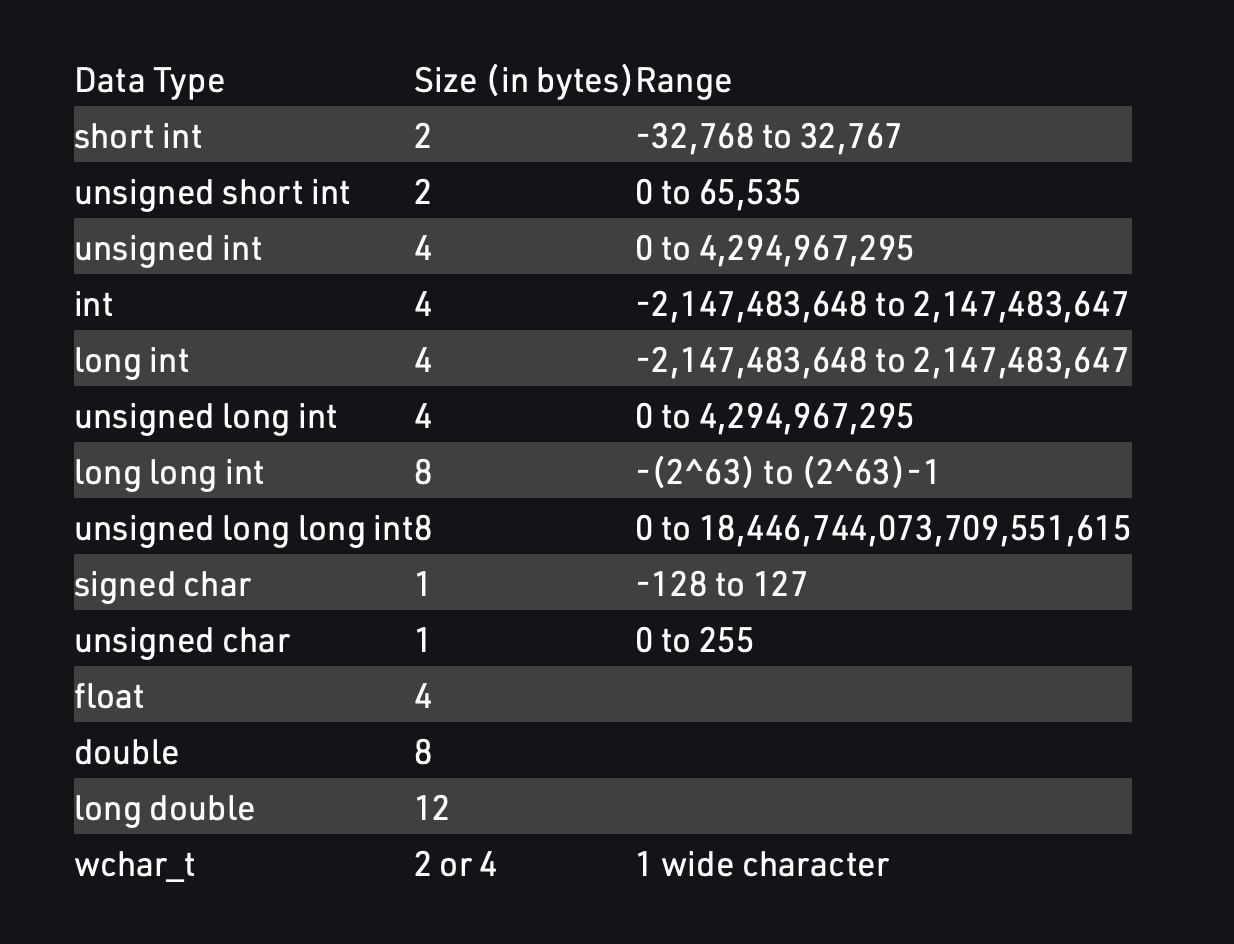 Data Type Size (in bytes) Range
short int 2 -32,768 to 32,767
unsigned short int 2 0 to 65,535
unsigned int 4 0 to 4,294,967,295
int 4 -2,147,483,648 to 2,147,483,647
long int 4 -2,147,483,648 to 2,147,483,647
unsigned long int 4 0 to 4,294,967,295
long long int 8 -(2^63) to (2^63)-1
unsigned long long int 8 0 to 18,446,744,073,709,551,615
signed char 1 -128 to 127
unsigned char 1 0 to 255
float 4
double 8
long double 12
wchar_t 2 or 4 1 wide character